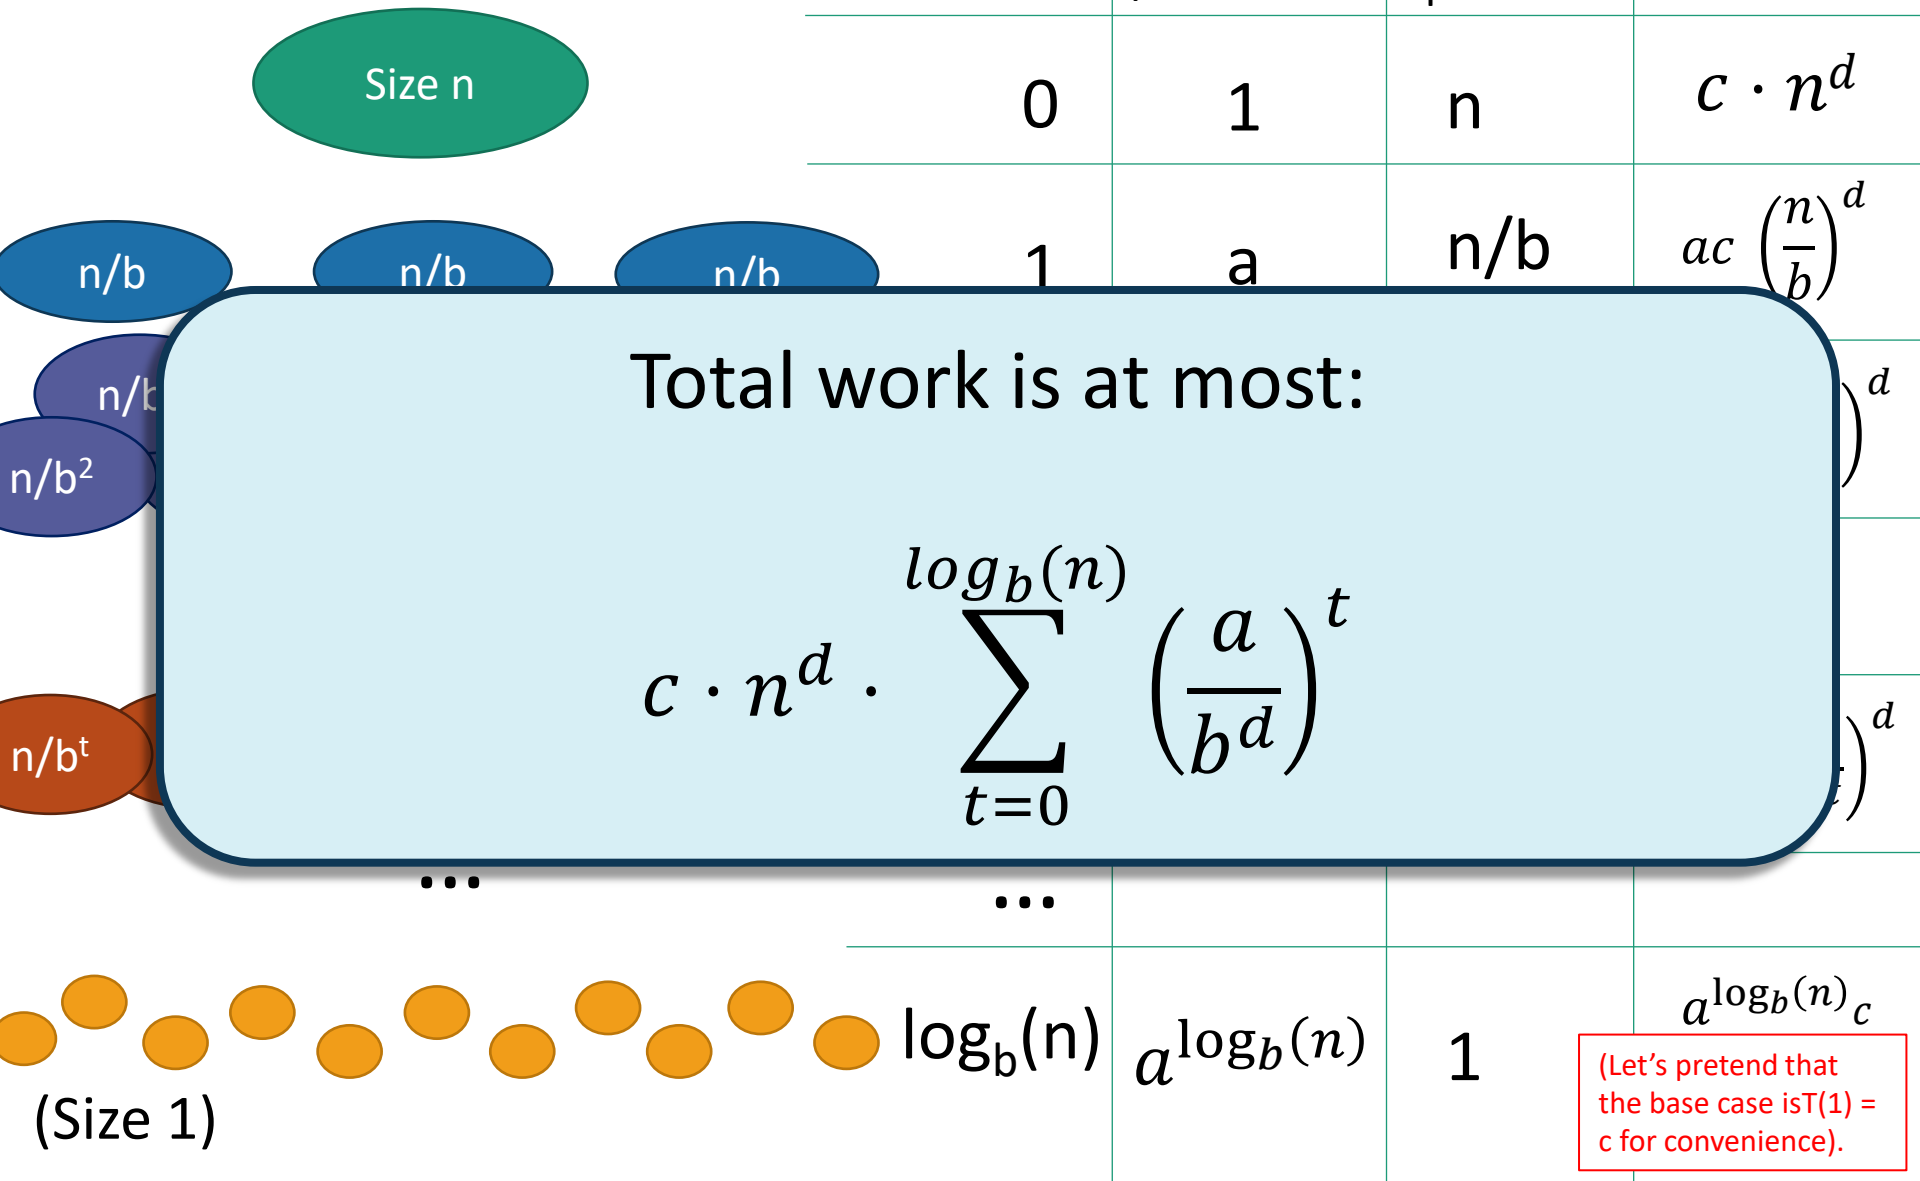 Size n
0 1 n c · n^d
n/b n/b n/b
1 a n/b ac (n/b)^d
Total work is at most:
n/b
)^d
n/b²
c · n^d · ∑_{t=0}^{log_b(n)} (a/b^d)^t
n/b^t
)^d
...
...
log_b(n) a^{log_b(n)} 1 a^{log_b(n)}c
(Size 1)
(Let's pretend that
the base case isT(1) =
c for convenience).